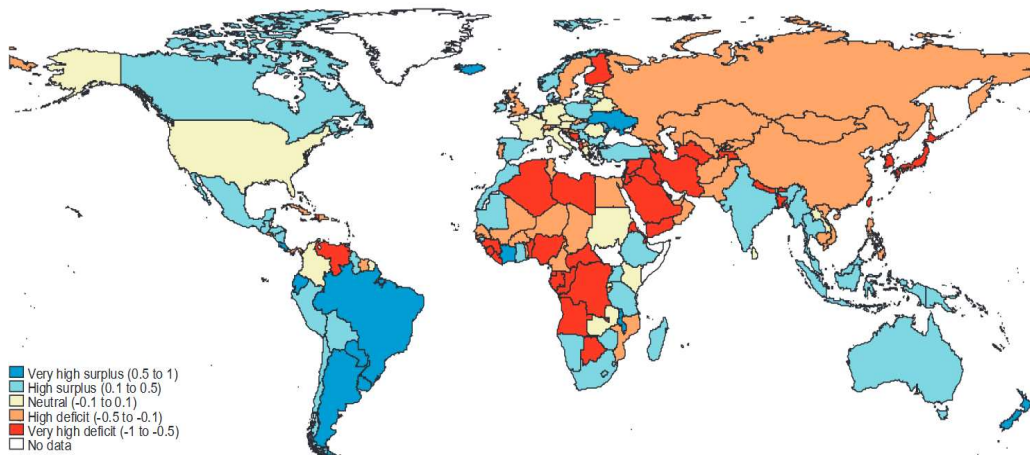 Very high surplus (0.5 to 1)
High surplus (0.1 to 0.5)
Neutral (-0.1 to 0.1)
High deficit (-0.5 to -0.1)
Very high deficit (-1 to -0.5)
No data